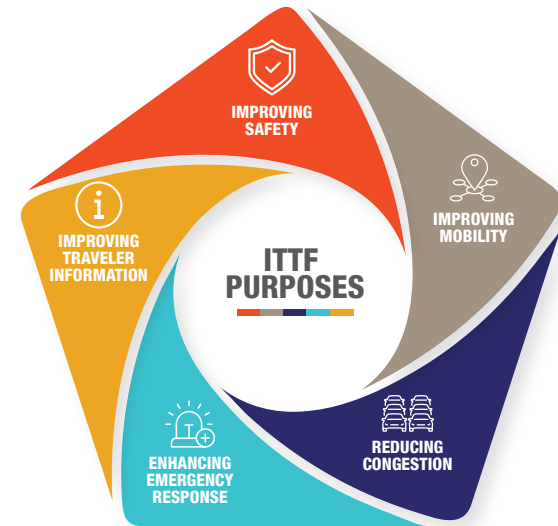 IMPROVING
SAFETY
IMPROVING
MOBILITY
REDUCING
CONGESTION
ENHANCING
EMERGENCY
RESPONSE
i
IMPROVING
TRAVELER
INFORMATION
ITTF
PURPOSES